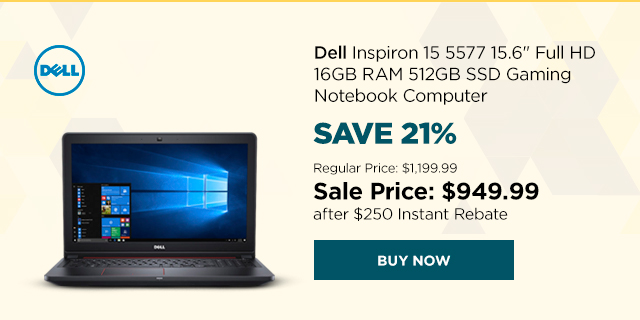 DELL
Dell Inspiron 15 5577 15.6" Full HD
16GB RAM 512GB SSD Gaming
Notebook Computer
SAVE 21%
Regular Price: $1,199.99
Sale Price: $949.99
after $250 Instant Rebate
BUY NOW
DELL